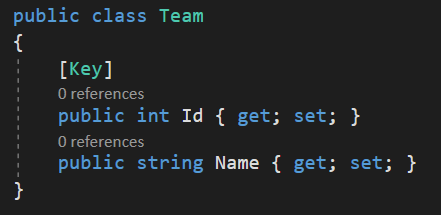 public class Team
{
[Key]
0 references
public int Id { get; set; }
0 references
public string Name { get; set; }
}